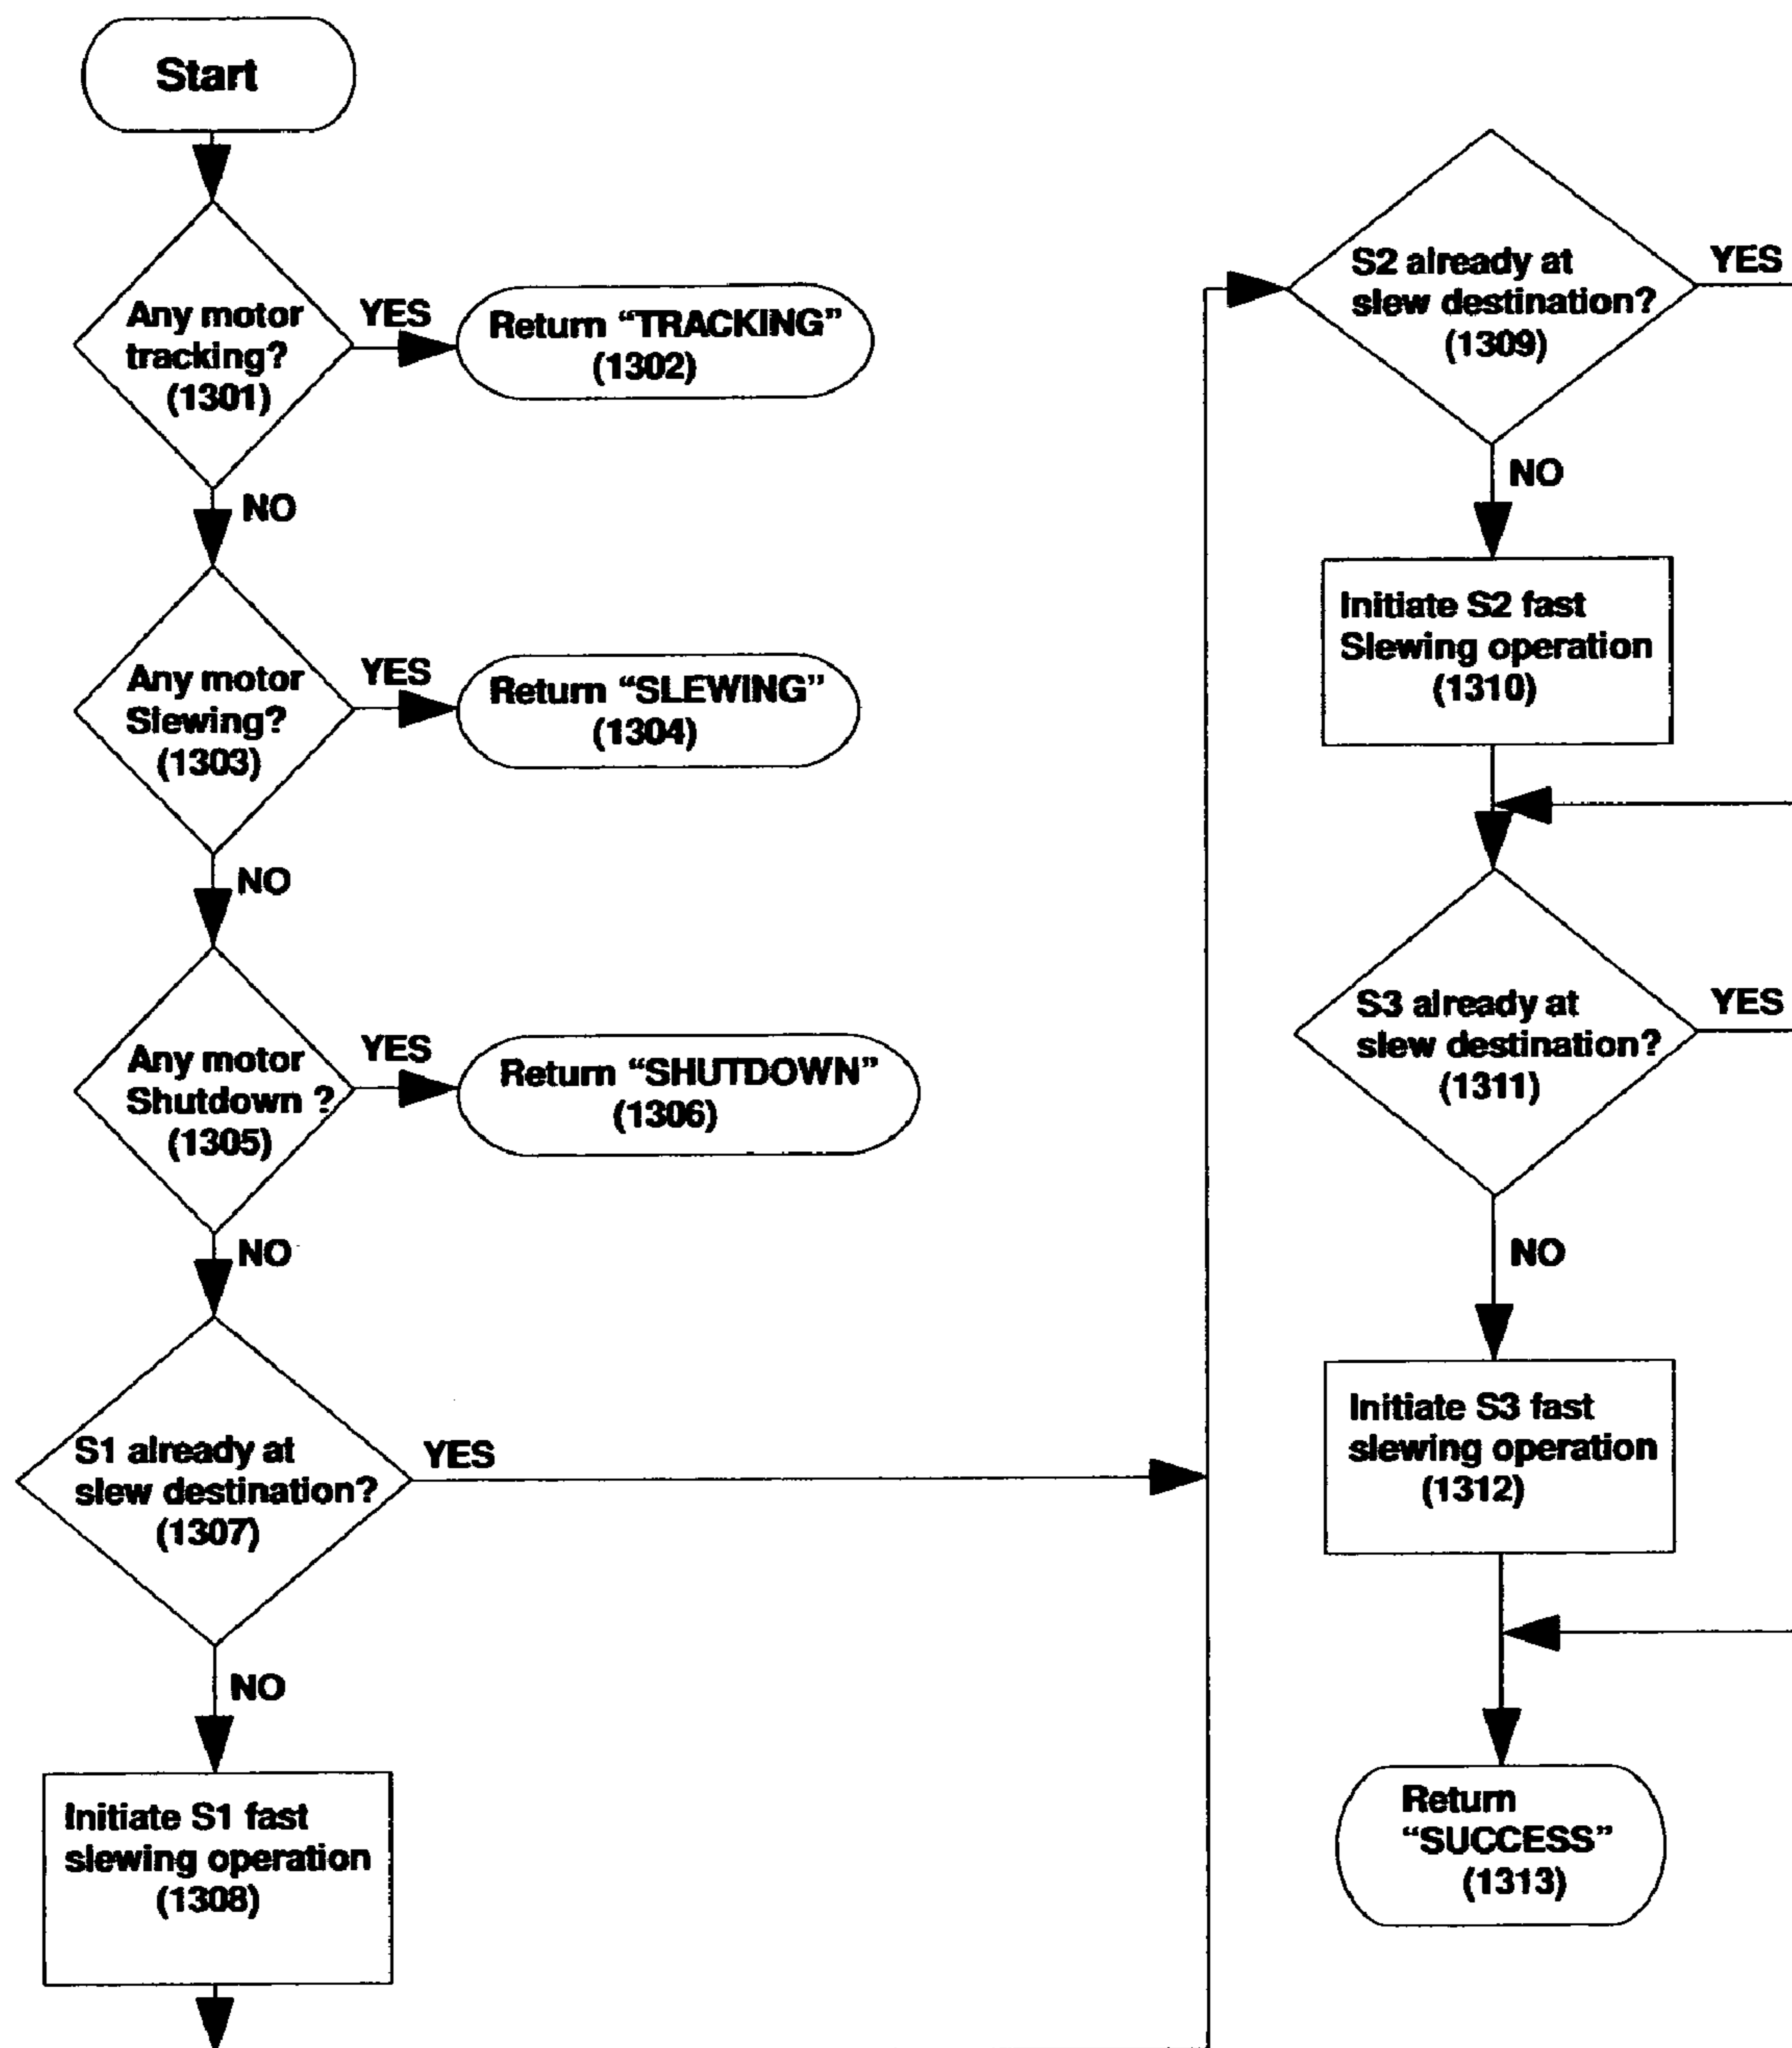 Start
Any motor
tracking?
(1301)
YES
Return “TRACKING”
(1302)
NO
Any motor
Slewing?
(1303)
YES
Return “SLEWING”
(1304)
NO
Any motor
Shutdown ?
(1305)
YES
Return “SHUTDOWN”
(1306)
NO
S1 already at
slew destination?
(1307)
YES
NO
Initiate S1 fast
slewing operation
(1308)
S2 already at
slew destination?
(1309)
YES
NO
Initiate S2 fast
Slewing operation
(1310)
S3 already at
slew destination?
(1311)
YES
NO
Initiate S3 fast
slewing operation
(1312)
Return
“SUCCESS”
(1313)